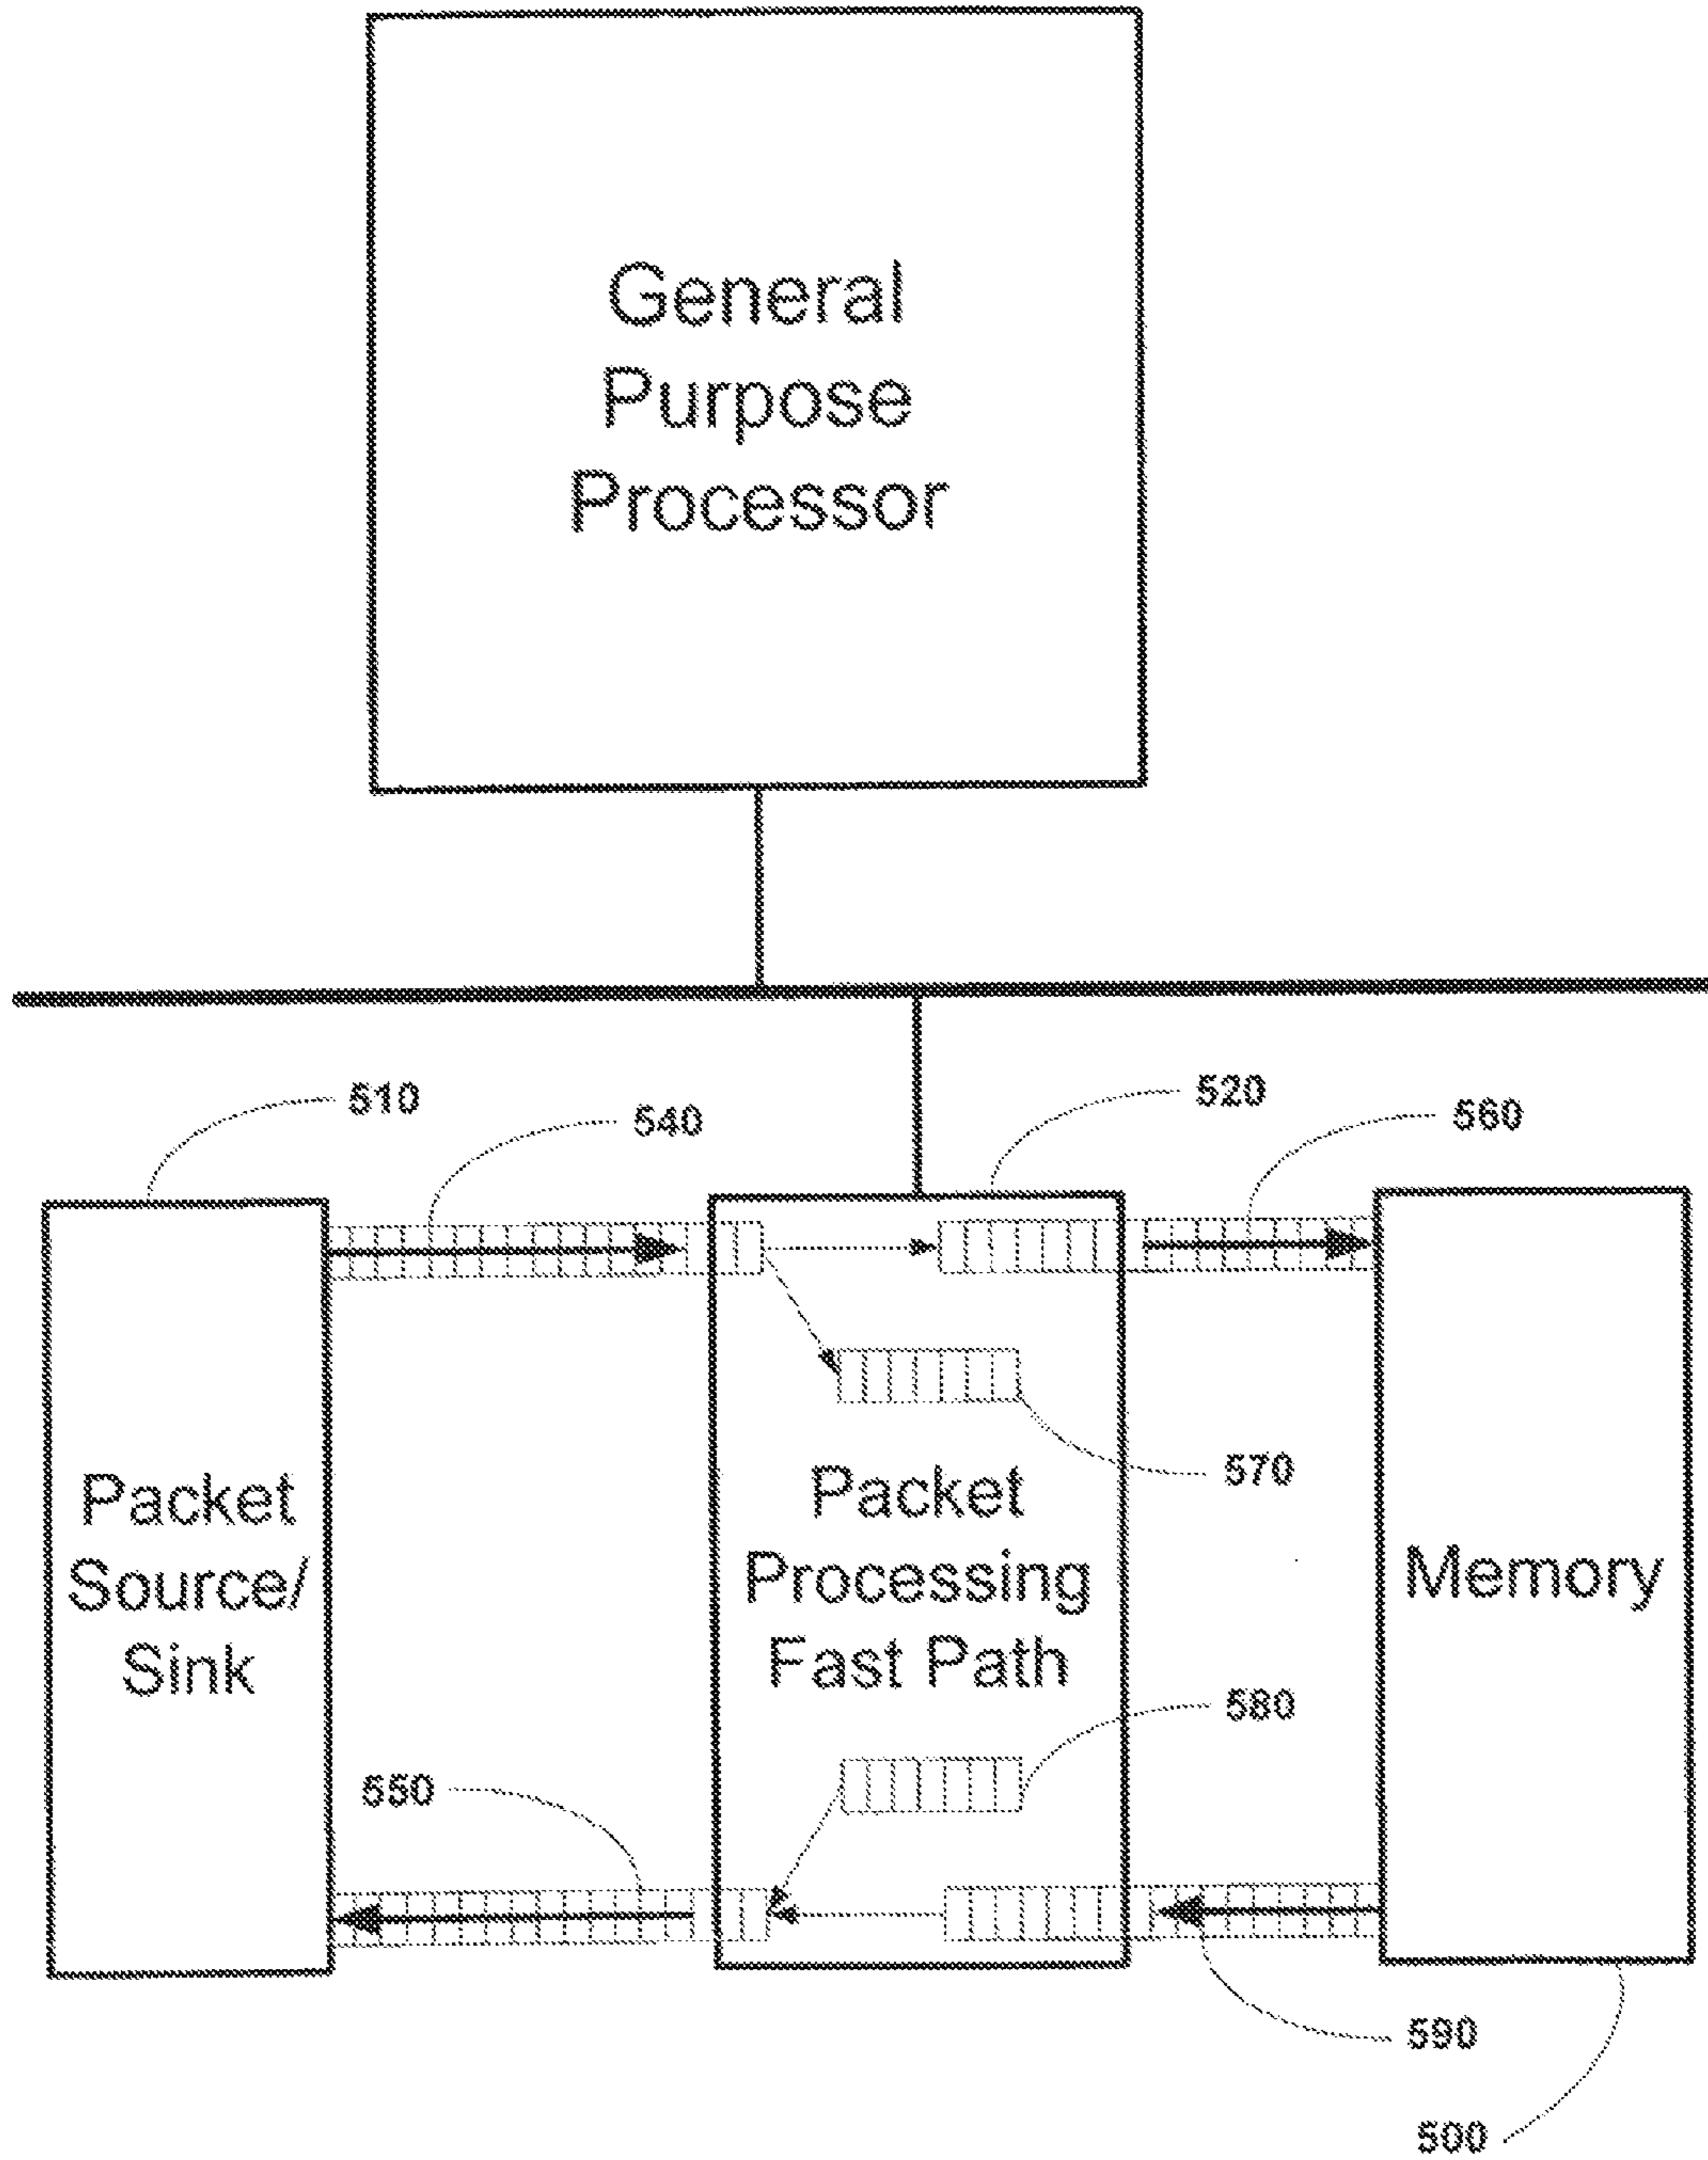 General
Purpose
Processor
510
540
520
560
570
Packet
Source/
Sink
Packet
Processing
Fast Path
Memory
580
550
590
500